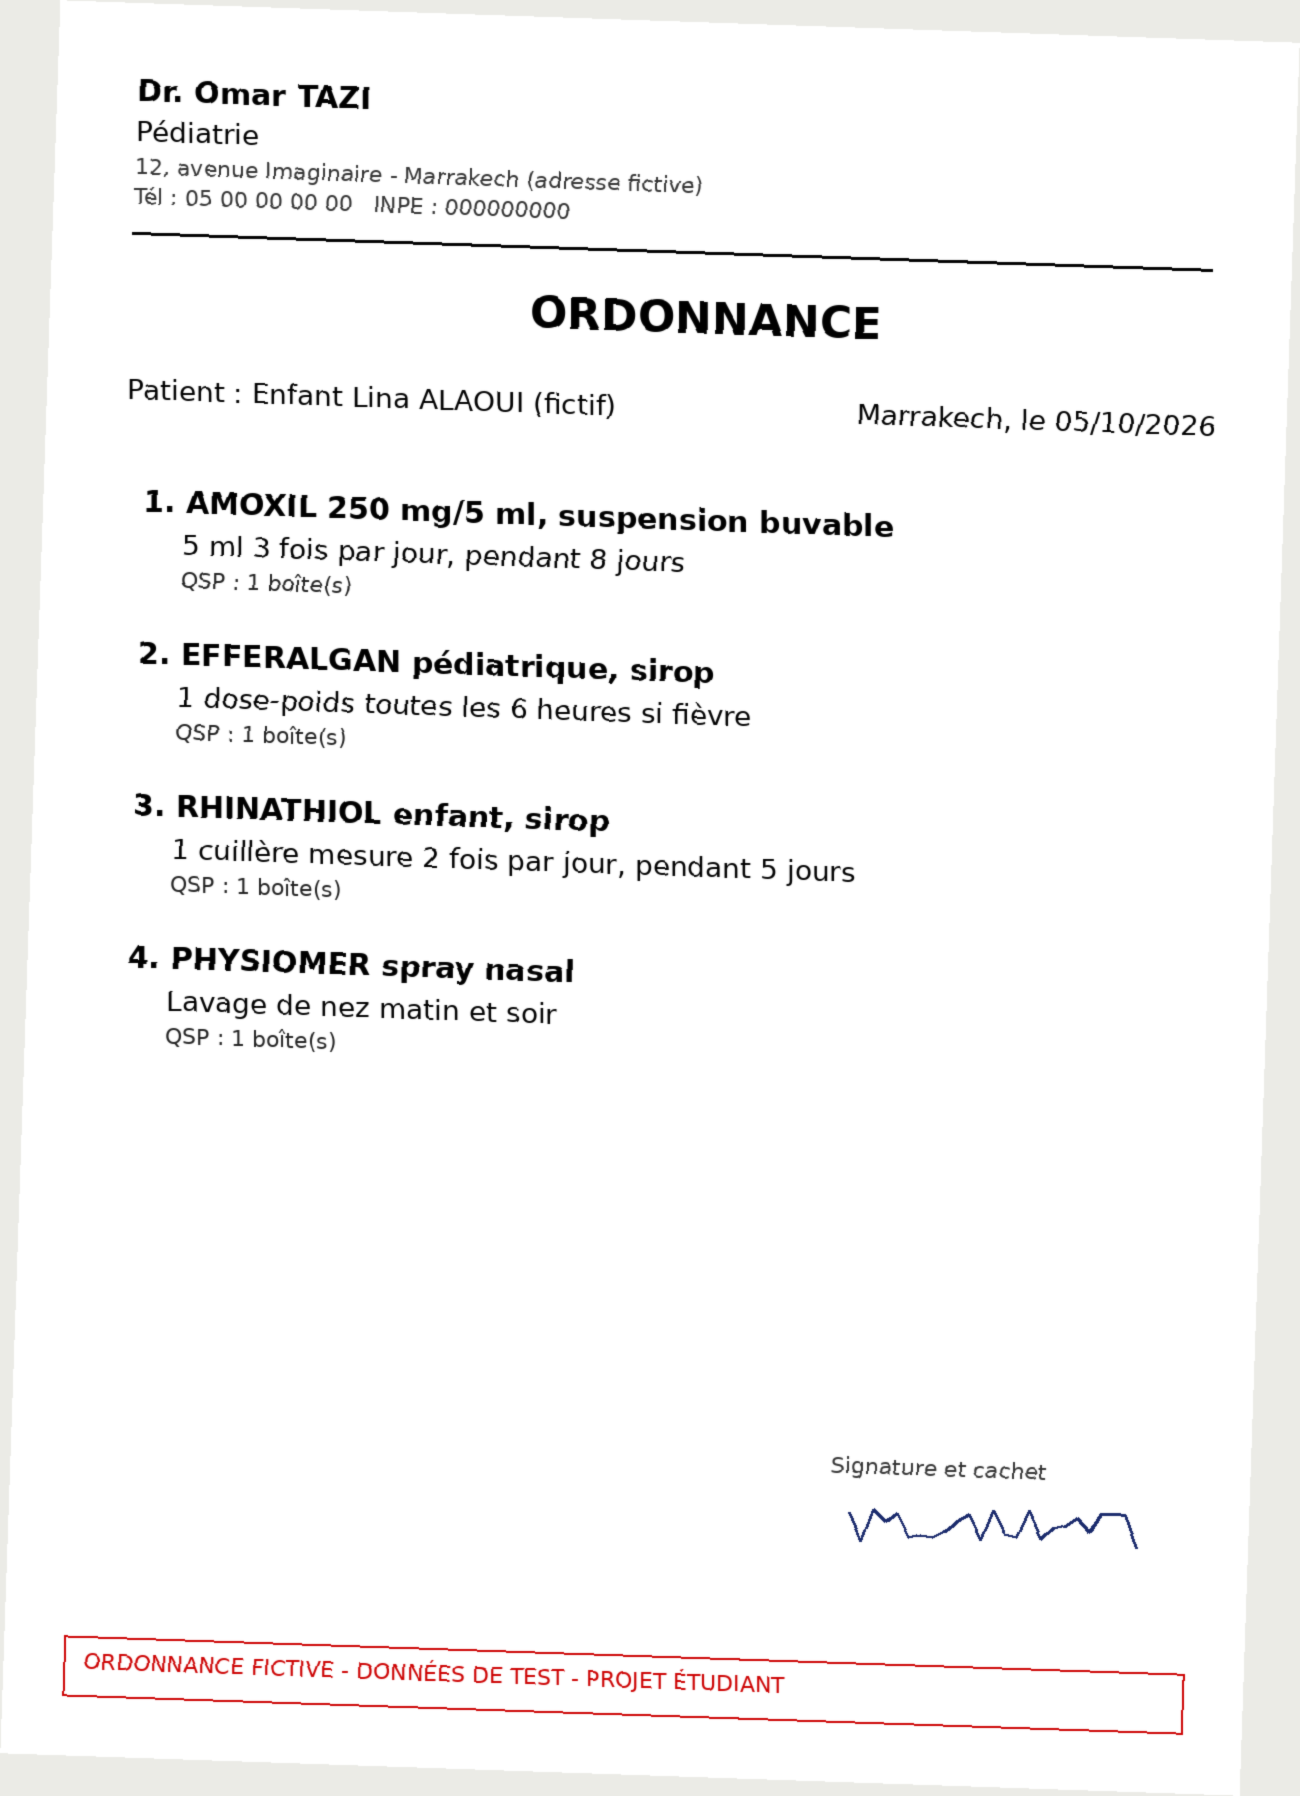 Dr. Omar TAZI
Pédiatrie
12, avenue Imaginaire - Marrakech (adresse fictive)
Tél : 05 00 00 00 00   INPE : 000000000
ORDONNANCE
Patient : Enfant Lina ALAOUI (fictif)
Marrakech, le 05/10/2026
1. AMOXIL 250 mg/5 ml, suspension buvable
5 ml 3 fois par jour, pendant 8 jours
QSP : 1 boîte(s)
2. EFFERALGAN pédiatrique, sirop
1 dose-poids toutes les 6 heures si fièvre
QSP : 1 boîte(s)
3. RHINATHIOL enfant, sirop
1 cuillère mesure 2 fois par jour, pendant 5 jours
QSP : 1 boîte(s)
4. PHYSIOMER spray nasal
Lavage de nez matin et soir
QSP : 1 boîte(s)
Signature et cachet
ORDONNANCE FICTIVE - DONNÉES DE TEST - PROJET ÉTUDIANT